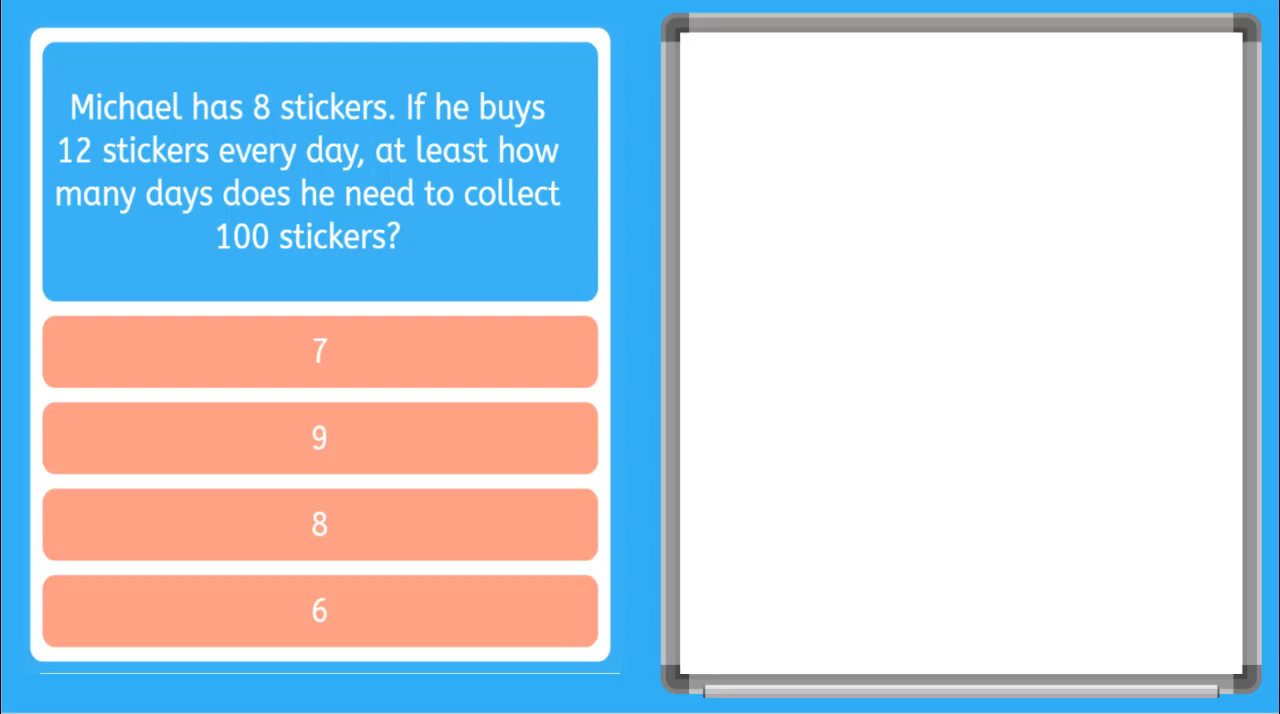 Michael has 8 stickers. If he buys
12 stickers every day, at least how
many days does he need to collect
100 stickers?
7
9
8
6